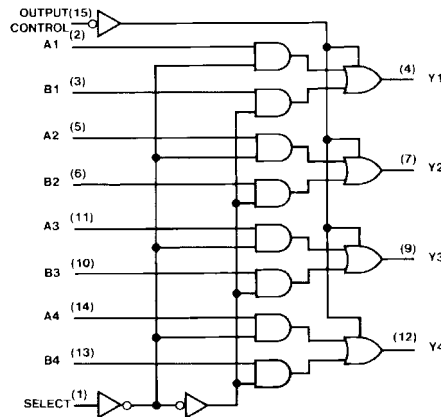 OUTPUT (15)
CONTROL
(2)
A1
(4)
Y1
(3)
B1
(5)
A2
(7)
Y2
(6)
B2
(11)
A3
(9)
Y3
(10)
B3
(14)
A4
(12)
Y4
(13)
B4
SELECT (1)